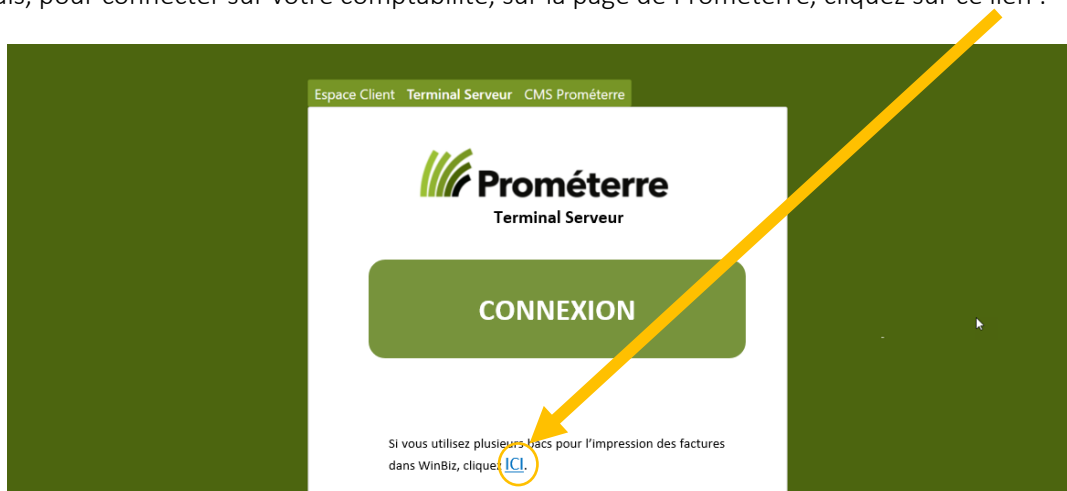 pour connecter sur votre comptabilité, sur la page de Prométerre, cliquez sur ce lien :
Espace Client Terminal Serveur CMS Prométerre
Prométerre
Terminal Serveur
CONNEXION
Si vous utilisez plusieurs bacs pour l'impression des factures
dans WinBiz, cliquez ICI.